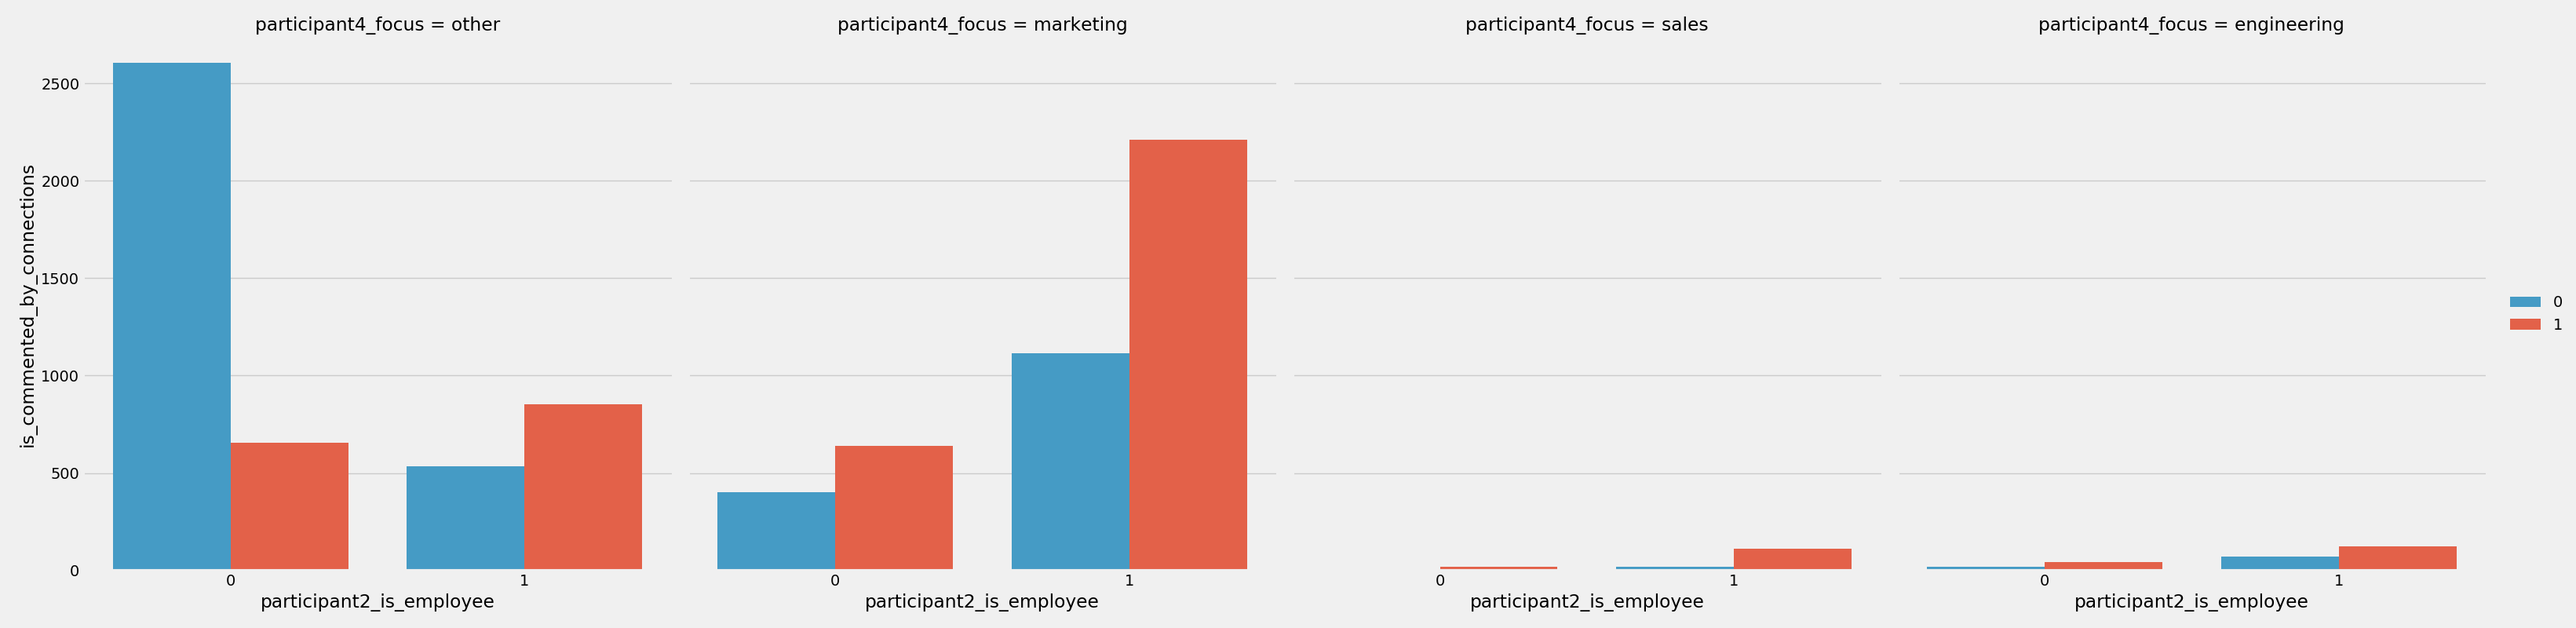 participant4_focus = other
participant4_focus = marketing
participant4_focus = sales
participant4_focus = engineering
is_commented_by_connections
2500
2000
1500
1000
500
0
0
1
0
1
0
1
0
1
participant2_is_employee
participant2_is_employee
participant2_is_employee
participant2_is_employee
0
1